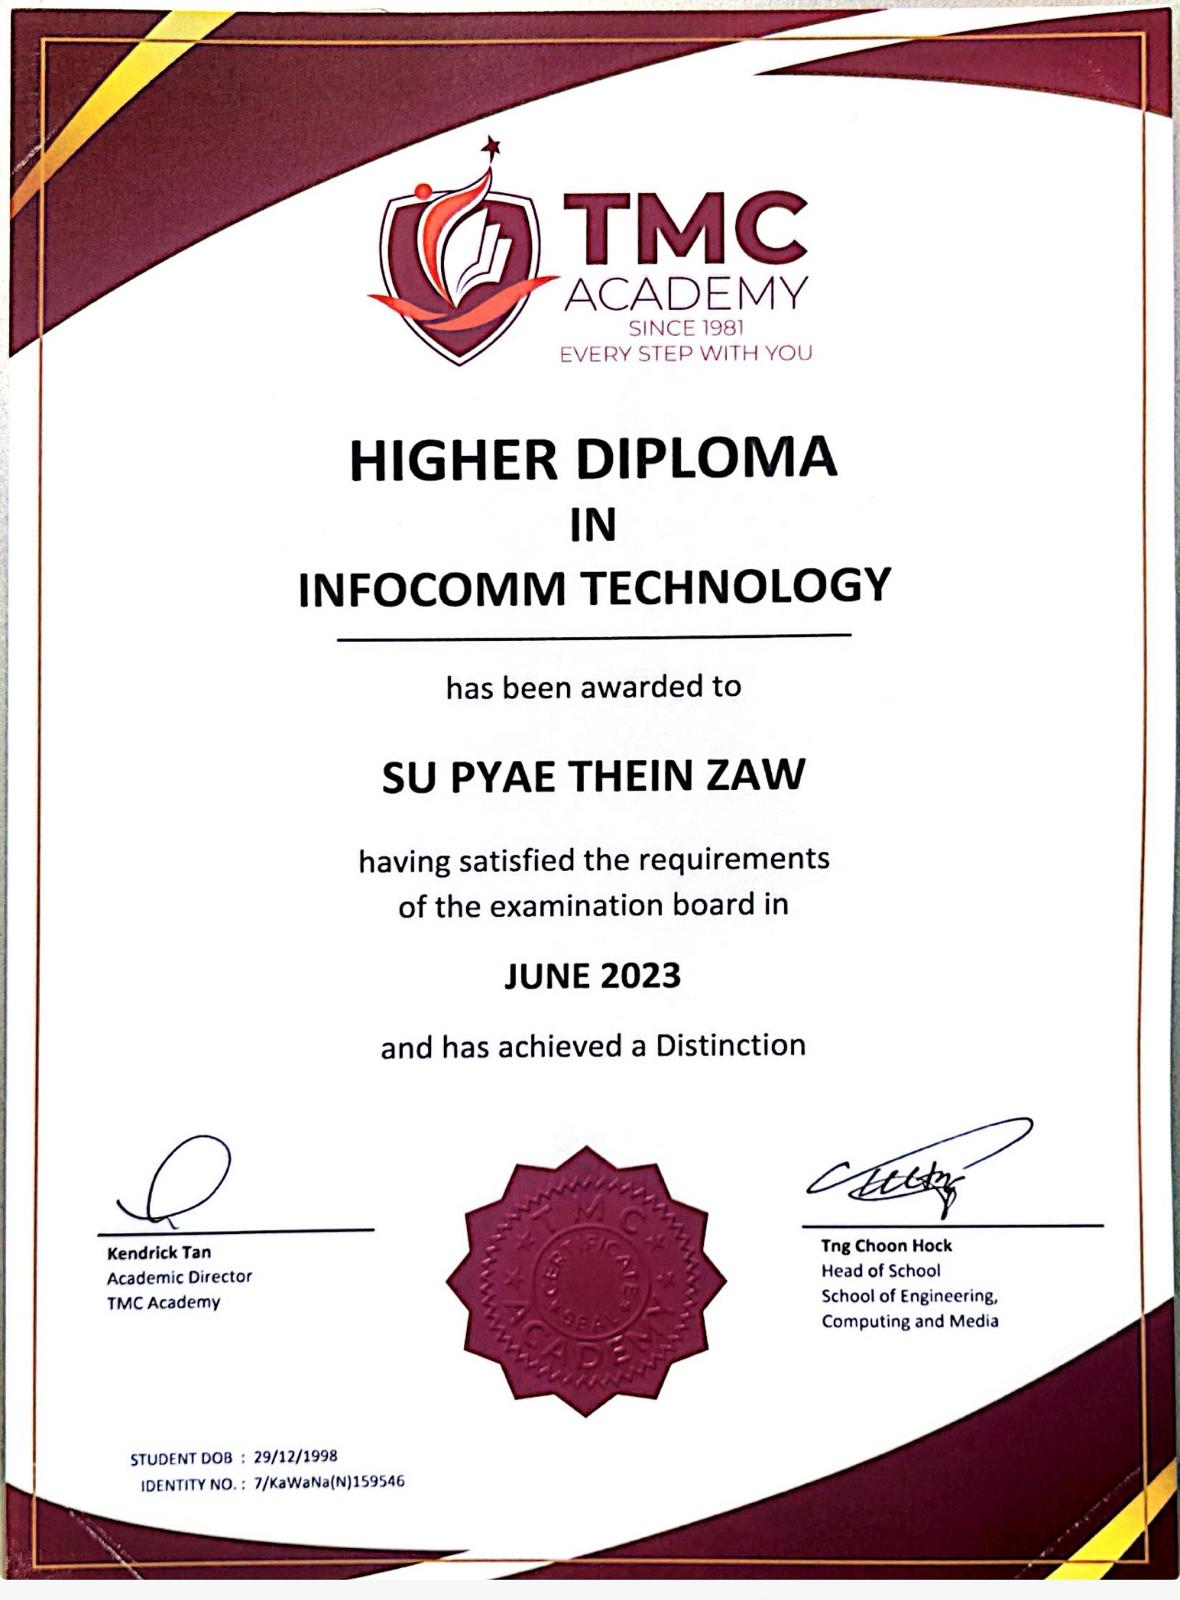 TMC
ACADEMY
SINCE 1981
EVERY STEP WITH YOU
HIGHER DIPLOMA
IN
INFOCOMM TECHNOLOGY
has been awarded to
SU PYAE THEIN ZAW
having satisfied the requirements
of the examination board in
JUNE 2023
and has achieved a Distinction
Kendrick Tan
Academic Director
TMC Academy
TMC
CERTIFICATE
SEAL
ACADEMY
Tng Choon Hock
Head of School
School of Engineering,
Computing and Media
STUDENT DOB : 29/12/1998
IDENTITY NO. : 7/KaWaNa(N)159546